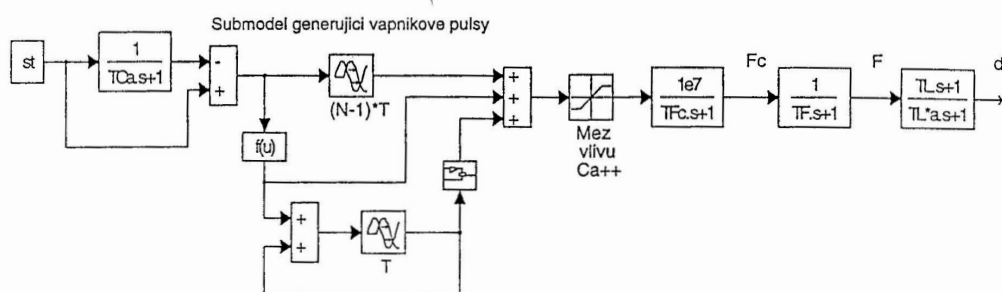 Submodel generujici vapnikove pulsy
st
1
TCa.s+1
-
+
(N-1)*T
f(u)
+
+
T
+
+
+
Mez
vlivu
Ca++
1e7
TFc.s+1
Fc
1
TF.s+1
F
TL.s+1
TL*a.s+1
d